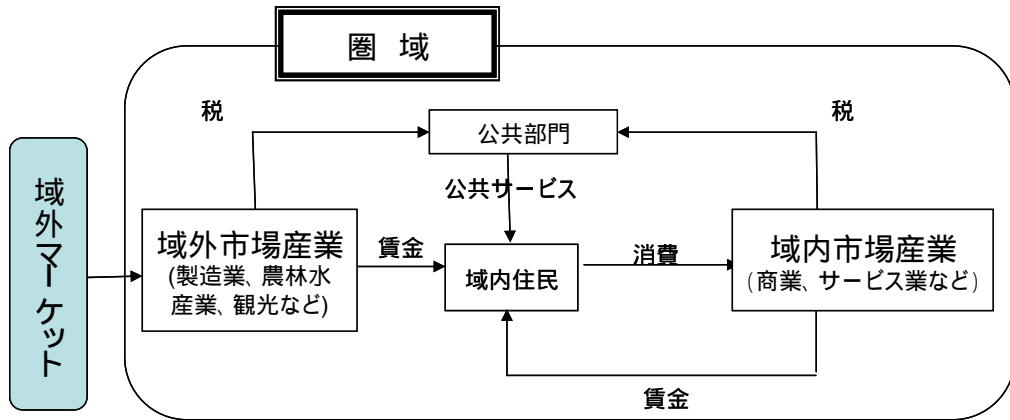 圏 域
税
税
公共部門
公共サービス
域外マーケット
域外市場産業
(製造業、農林水
産業、観光など)
賃金
域内住民
消費
域内市場産業
(商業、サービス業など)
賃金